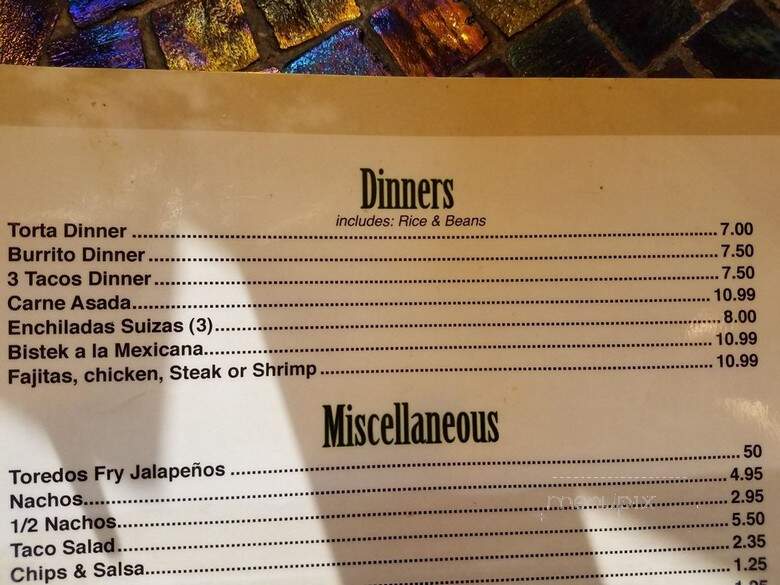 Dinners
includes: Rice & Beans
Torta Dinner ........ 7.00
Burrito Dinner ........ 7.50
3 Tacos Dinner ........ 7.50
Carne Asada ........ 10.99
Enchiladas Suizas (3) ........ 8.00
Bistek a la Mexicana ........ 10.99
Fajitas, chicken, Steak or Shrimp ........ 10.99
Miscellaneous
Toredos Fry Jalapeños ........ 50
Nachos ........ 4.95
1/2 Nachos ........ 2.95
Taco Salad ........ 5.50
Chips & Salsa ........ 2.35
1.25
menupix